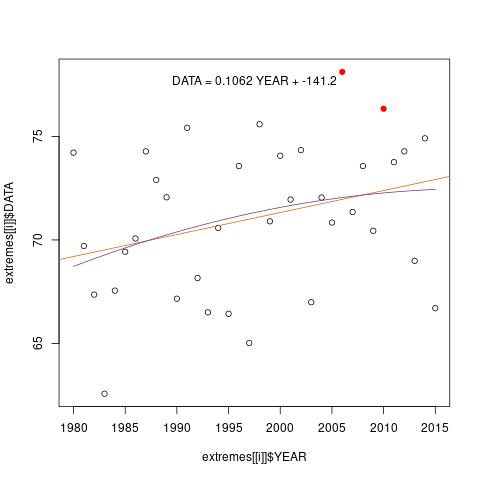 DATA = 0.1062 YEAR + -141.2
75
70
65
extremes[[i]]$DATA
1980 1985 1990 1995 2000 2005 2010 2015
extremes[[i]]$YEAR